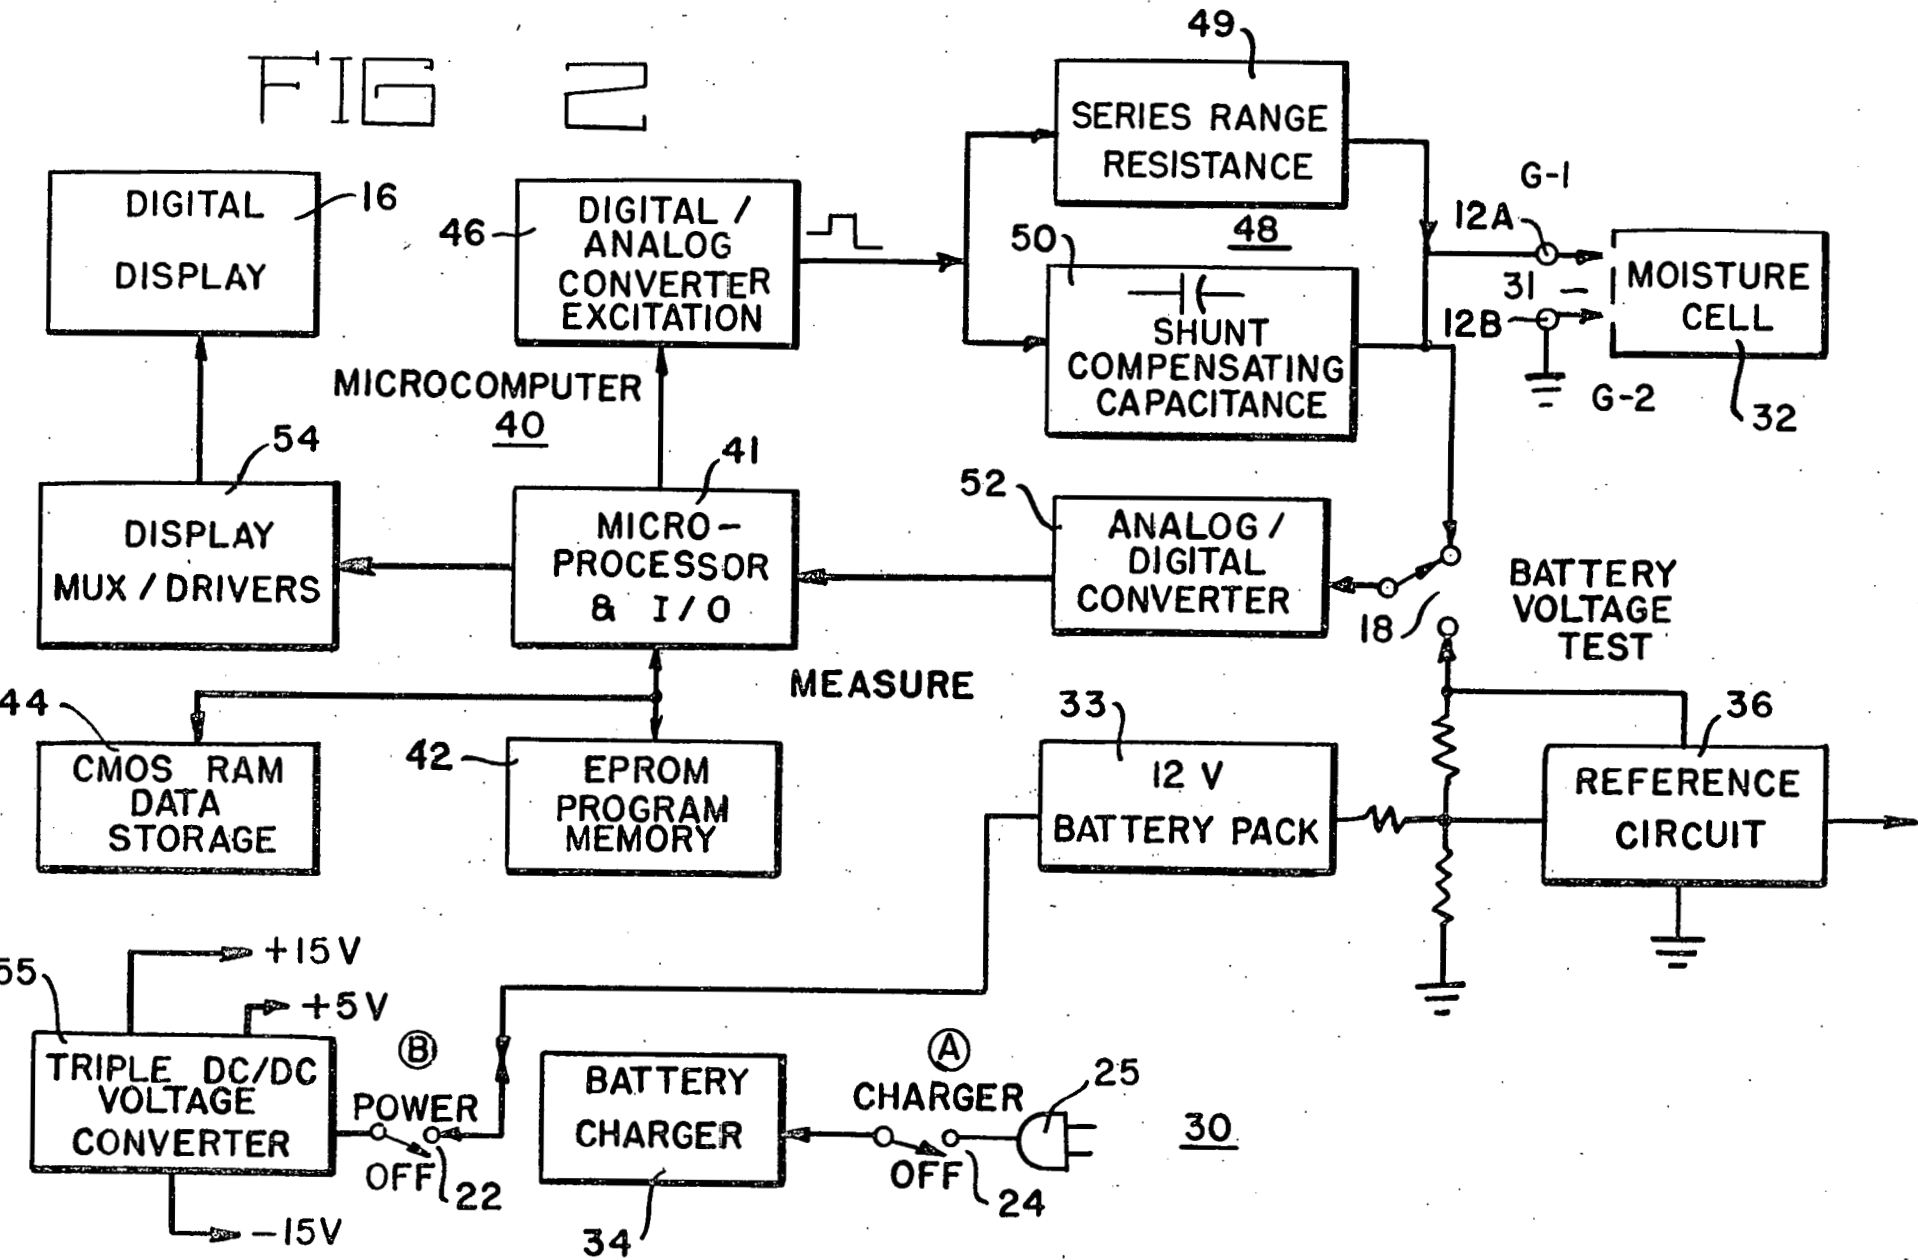 FIG 2
49
SERIES RANGE
RESISTANCE
48
DIGITAL
DISPLAY
16
46
DIGITAL /
ANALOG
CONVERTER
EXCITATION
50
SHUNT
COMPENSATING
CAPACITANCE
G-1
12A
31
12B
G-2
MOISTURE
CELL
32
MICROCOMPUTER
40
54
DISPLAY
MUX / DRIVERS
41
MICRO-
PROCESSOR
& I/O
52
ANALOG /
DIGITAL
CONVERTER
18
BATTERY
VOLTAGE
TEST
MEASURE
44
CMOS RAM
DATA
STORAGE
42
EPROM
PROGRAM
MEMORY
33
12 V
BATTERY PACK
36
REFERENCE
CIRCUIT
55
+15V
+5V
TRIPLE DC/DC
VOLTAGE
CONVERTER
-15V
B
POWER
OFF
22
BATTERY
CHARGER
34
A
CHARGER
OFF
24
25
30